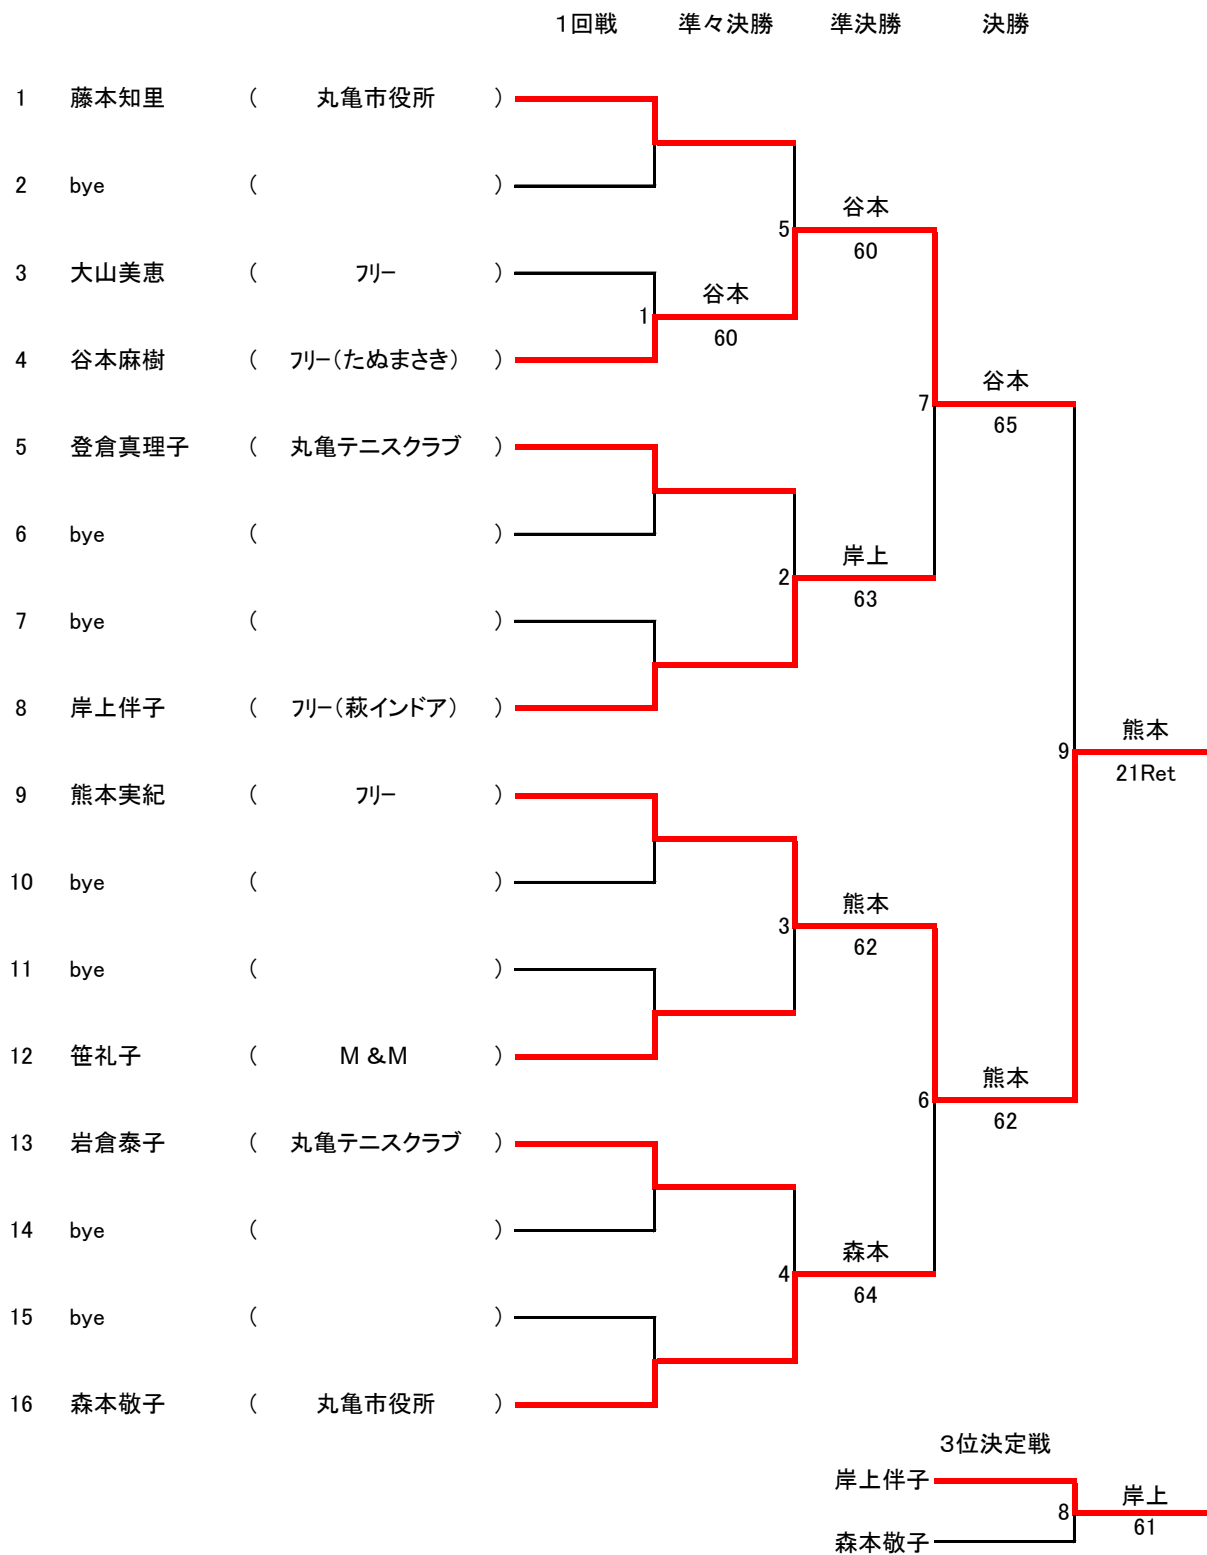 1回戦 準々決勝 準決勝 決勝
1 藤本知里 ( 丸亀市役所 )
2 bye ( )
谷本
5
60
3 大山美恵 ( フリー )
谷本
1
60
4 谷本麻樹 ( フリー(たぬまさき) )
谷本
7
65
5 登倉真理子 ( 丸亀テニスクラブ )
6 bye ( )
岸上
2
63
7 bye ( )
8 岸上伴子 ( フリー(萩インドア) )
熊本
9
21Ret
9 熊本実紀 ( フリー )
10 bye ( )
熊本
3
62
11 bye ( )
12 笹礼子 ( M &M )
熊本
6
62
13 岩倉泰子 ( 丸亀テニスクラブ )
14 bye ( )
森本
4
64
15 bye ( )
16 森本敬子 ( 丸亀市役所 )
3位決定戦
岸上伴子
岸上
8
61
森本敬子